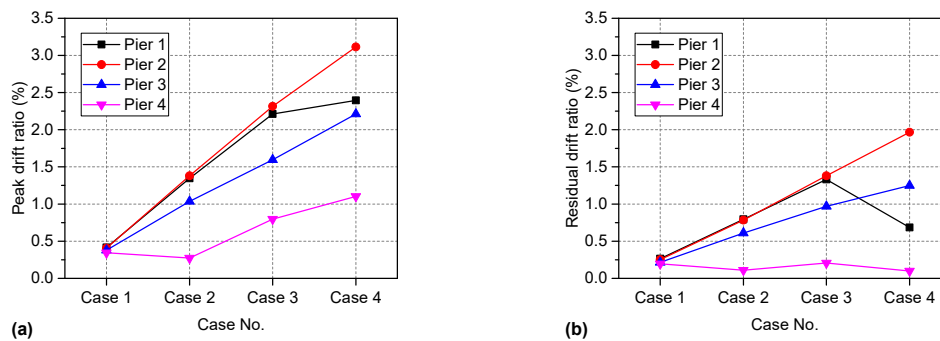 3.5
3.0
2.5
2.0
1.5
1.0
0.5
0.0
Peak drift ratio (%)
Pier 1
Pier 2
Pier 3
Pier 4
Case 1 Case 2 Case 3 Case 4
Case No.
(a)
3.5
3.0
2.5
2.0
1.5
1.0
0.5
0.0
Residual drift ratio (%)
Pier 1
Pier 2
Pier 3
Pier 4
Case 1 Case 2 Case 3 Case 4
Case No.
(b)